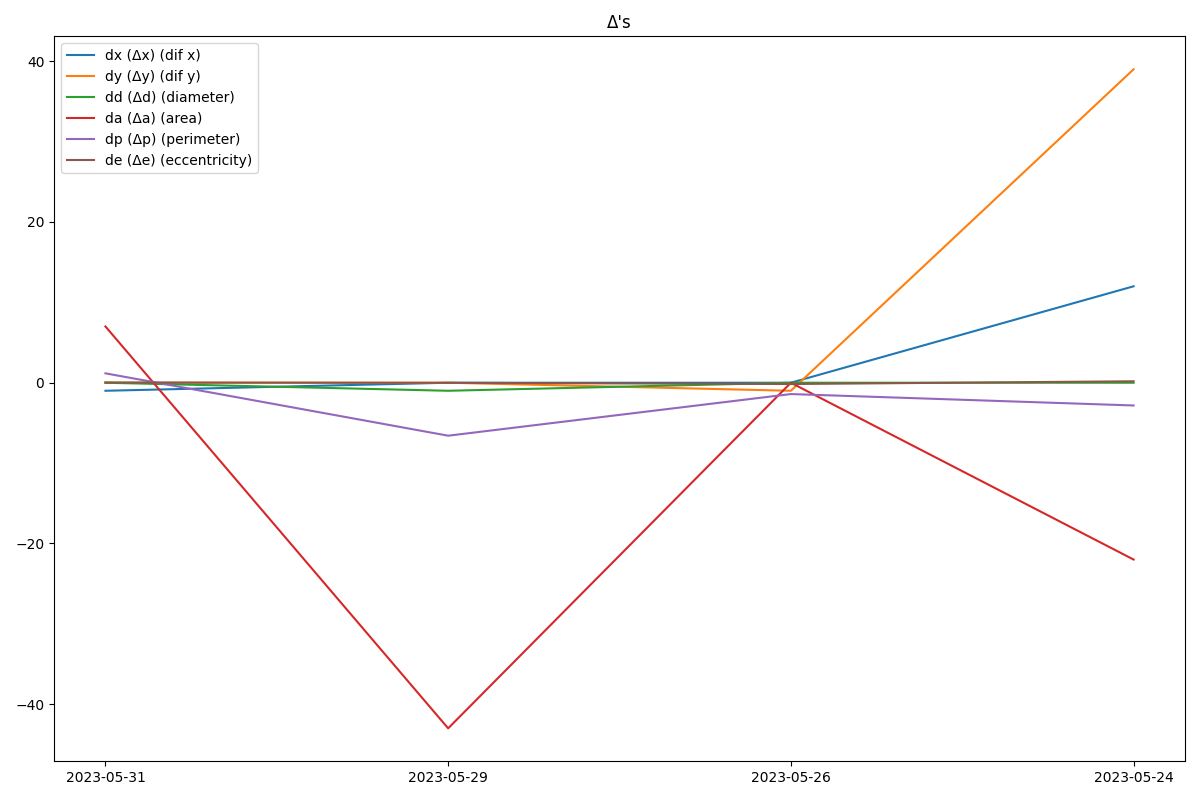 Δ's
dx (Δx) (dif x)
dy (Δy) (dif y)
dd (Δd) (diameter)
da (Δa) (area)
dp (Δp) (perimeter)
de (Δe) (eccentricity)
40
20
0
−20
−40
2023-05-31 2023-05-29 2023-05-26 2023-05-24